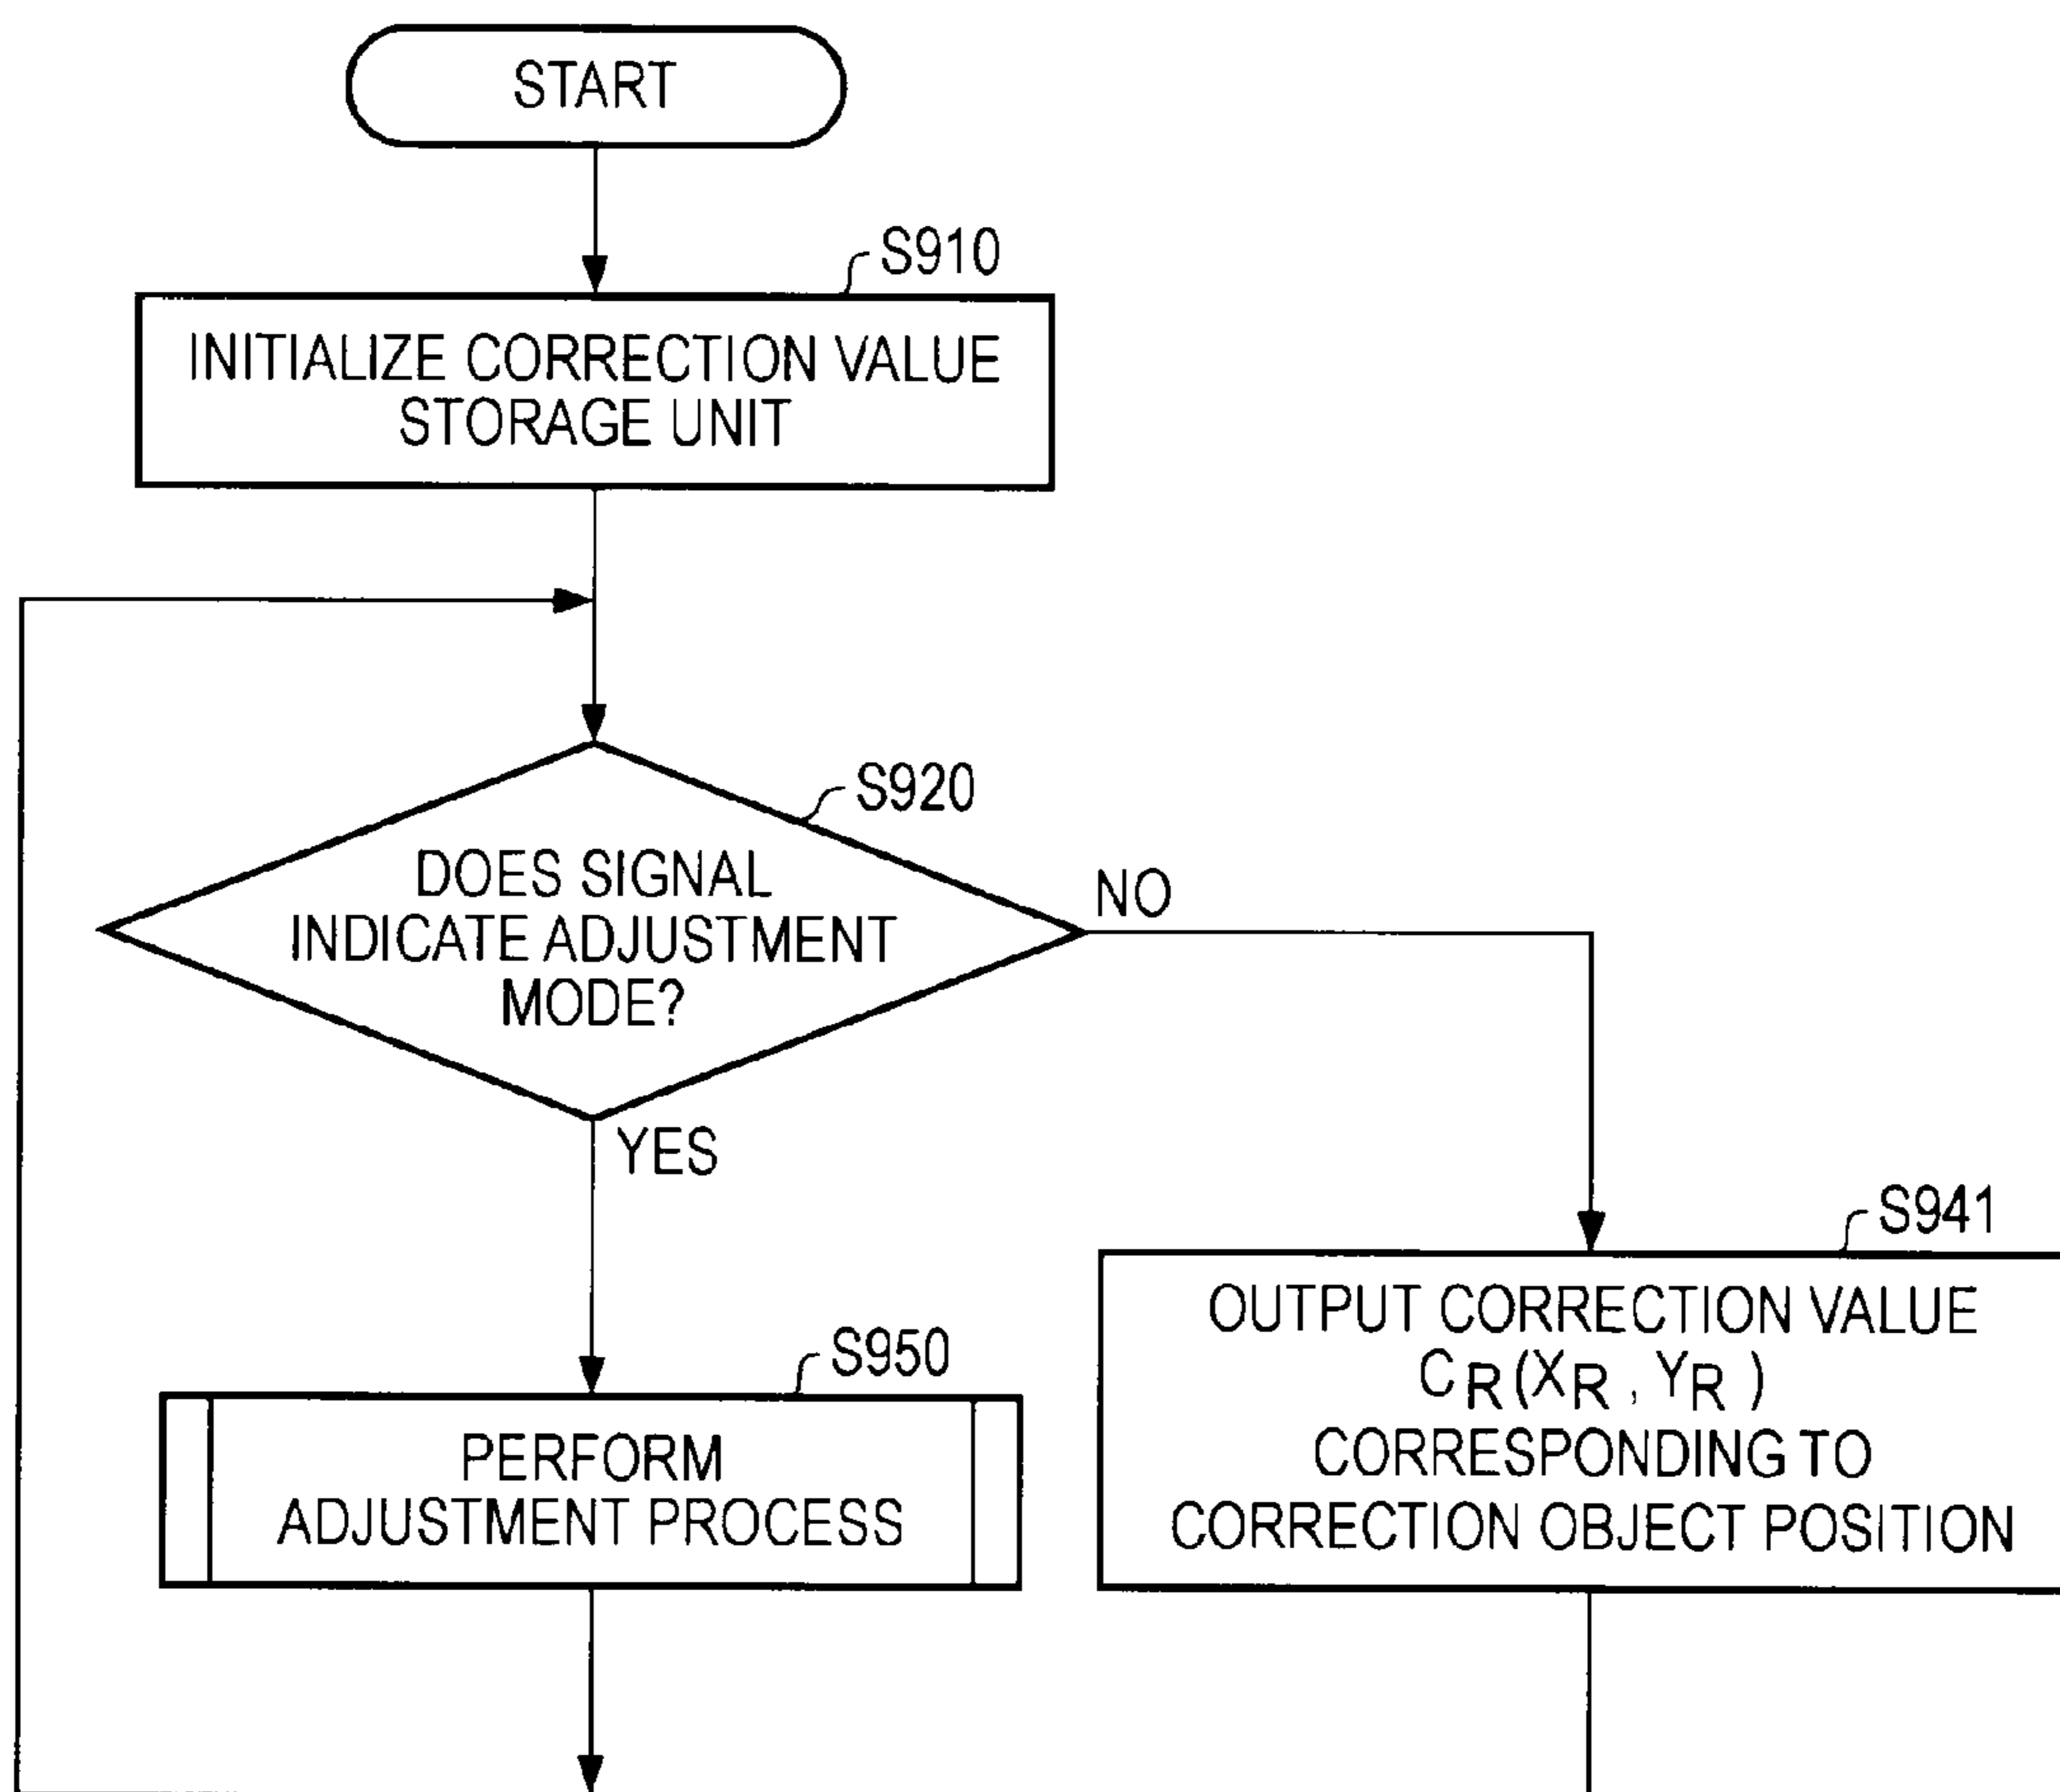 START
S910
INITIALIZE CORRECTION VALUE
STORAGE UNIT
S920
DOES SIGNAL
INDICATE ADJUSTMENT
MODE?
NO
YES
S941
OUTPUT CORRECTION VALUE
CR(XR, YR)
CORRESPONDING TO
CORRECTION OBJECT POSITION
S950
PERFORM
ADJUSTMENT PROCESS